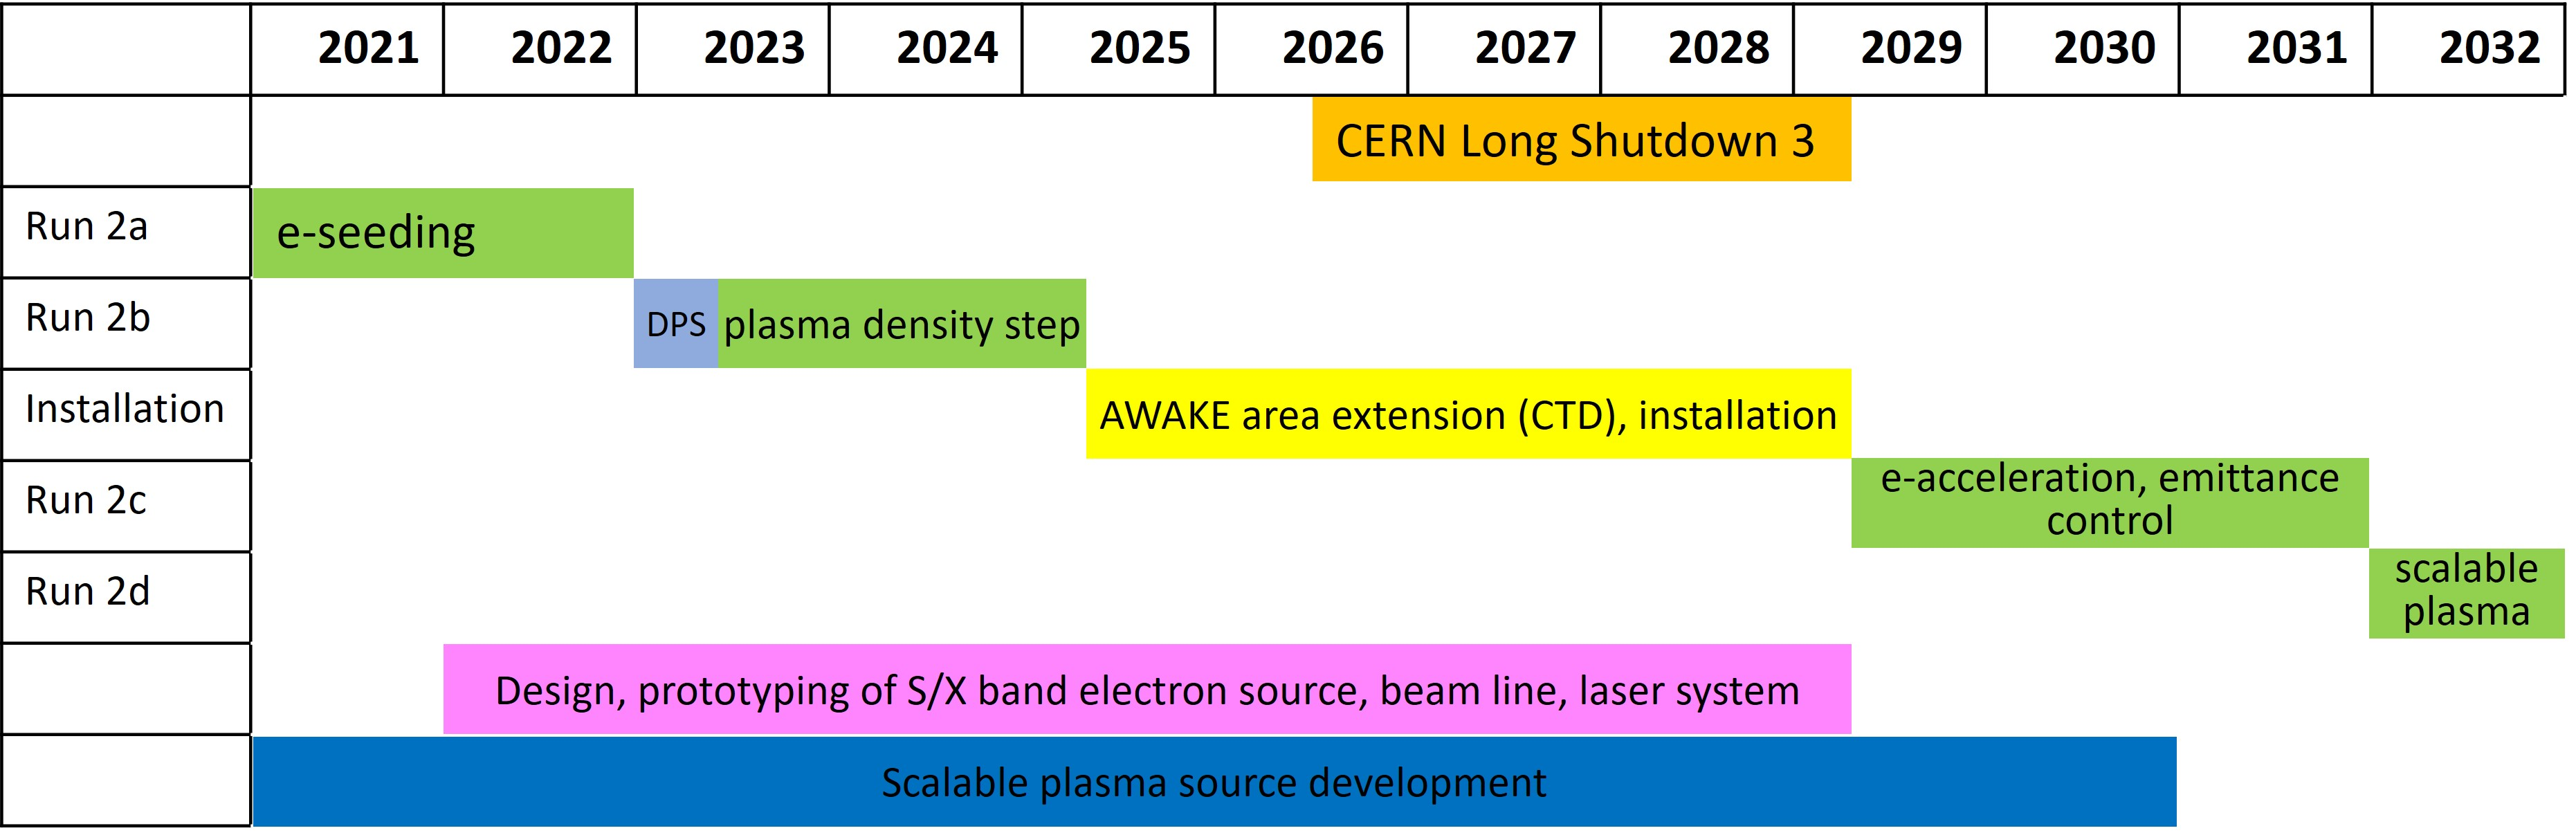 2021 2022 2023 2024 2025 2026 2027 2028 2029 2030 2031 2032
CERN Long Shutdown 3
Run 2a
e-seeding
Run 2b
DPS
plasma density step
Installation
AWAKE area extension (CTD), installation
Run 2c
e-acceleration, emittance
control
Run 2d
scalable
plasma
Design, prototyping of S/X band electron source, beam line, laser system
Scalable plasma source development